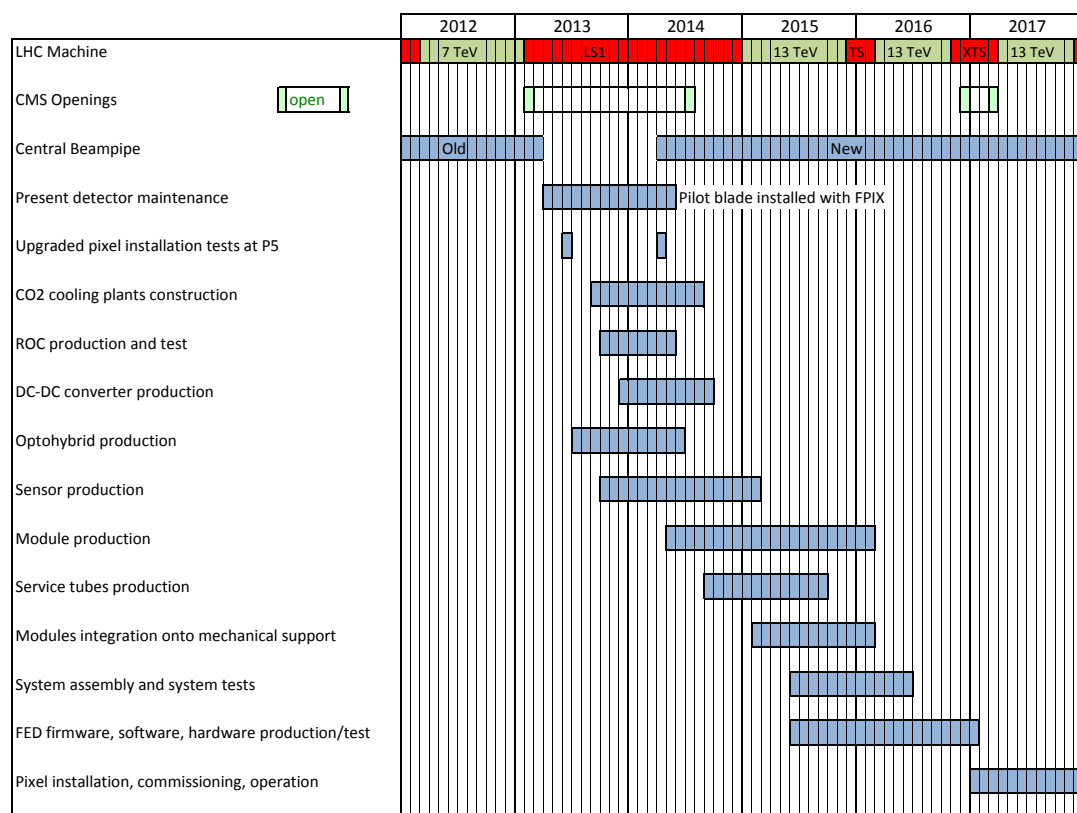 2012 2013 2014 2015 2016 2017
LHC Machine 7 TeV LS1 13 TeV TS 13 TeV XTS 13 TeV
CMS Openings open
Central Beampipe Old New
Present detector maintenance Pilot blade installed with FPIX
Upgraded pixel installation tests at P5
CO2 cooling plants construction
ROC production and test
DC-DC converter production
Optohybrid production
Sensor production
Module production
Service tubes production
Modules integration onto mechanical support
System assembly and system tests
FED firmware, software, hardware production/test
Pixel installation, commissioning, operation